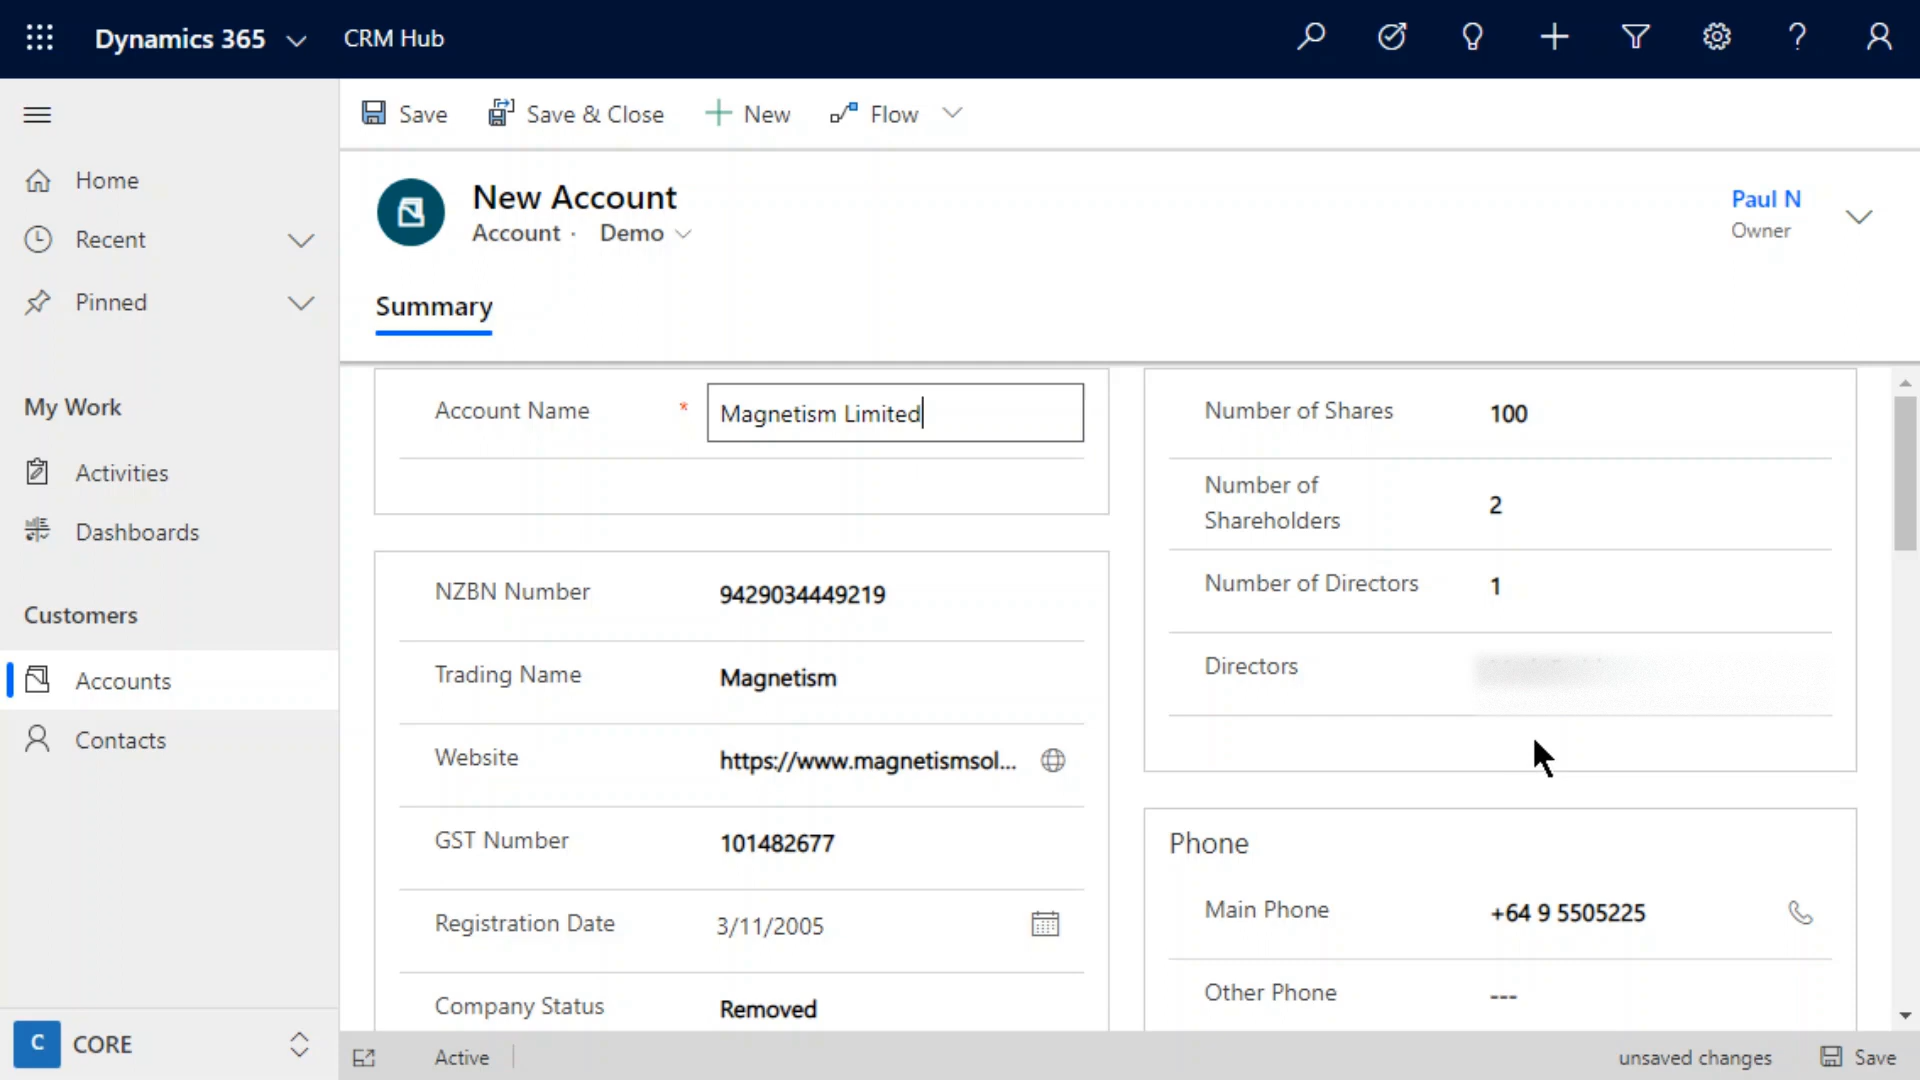 Dynamics 365
CRM Hub
Save
Save & Close
New
Flow
Home
Recent
Pinned
My Work
Activities
Dashboards
Customers
Accounts
Contacts
C
CORE
New Account
Account ·
Demo
Paul N
Owner
Summary
Account Name
*
Magnetism Limited
NZBN Number
9429034449219
Trading Name
Magnetism
Website
https://www.magnetismsol...
GST Number
101482677
Registration Date
3/11/2005
Company Status
Removed
Number of Shares
100
Number of
Shareholders
2
Number of Directors
1
Directors
Phone
Main Phone
+64 9 5505225
Other Phone
---
Active
unsaved changes
Save